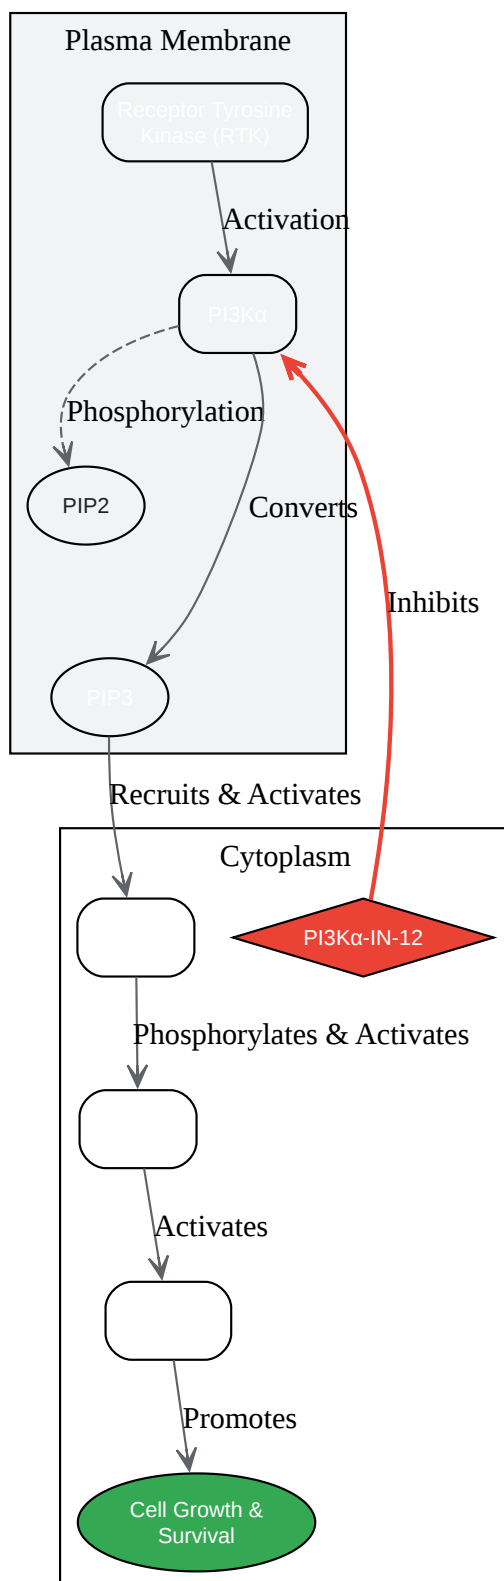 Plasma Membrane
Receptor Tyrosine
Kinase (RTK)
Activation
PI3Kα
Phosphorylation
PIP2
Converts
Inhibits
PIP3
Recruits & Activates
Cytoplasm
PI3Kα-IN-12
Phosphorylates & Activates
Activates
Promotes
Cell Growth &
Survival